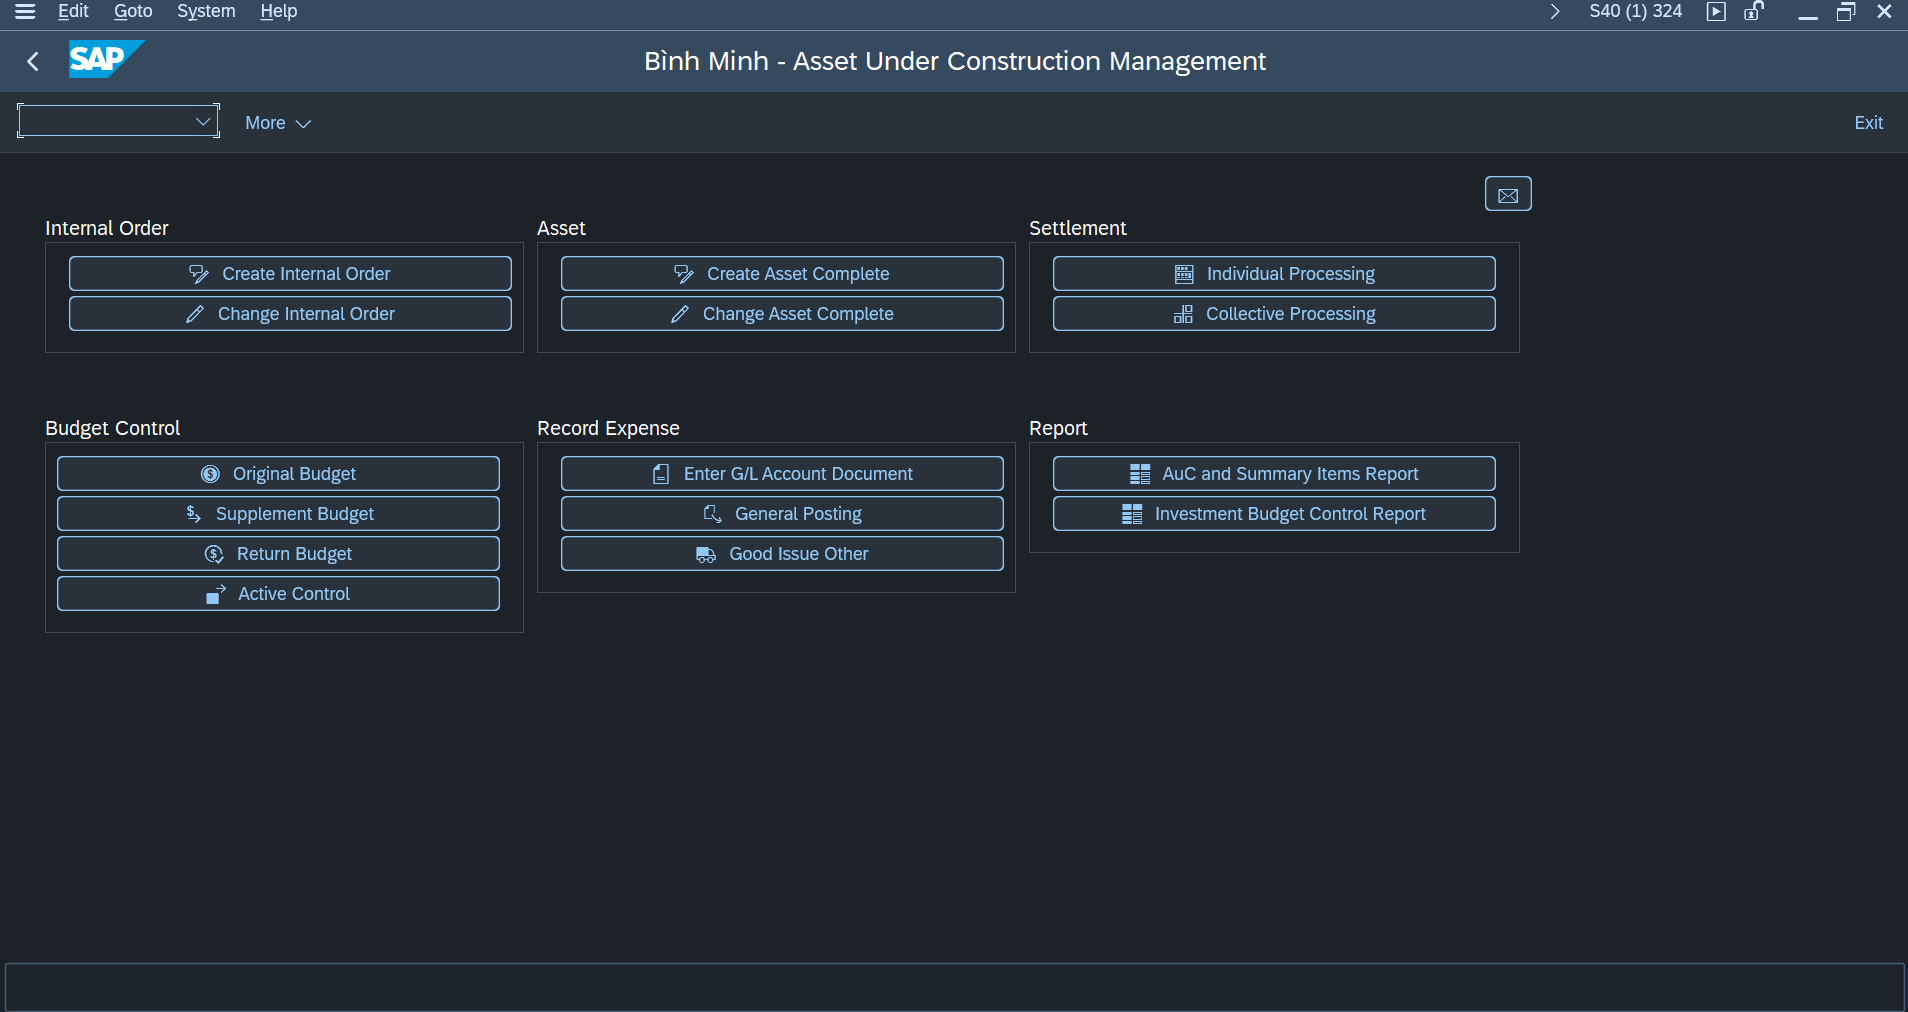 Edit Goto System Help S40 (1) 324
SAP Bình Minh - Asset Under Construction Management
More Exit
Internal Order
Create Internal Order
Change Internal Order
Asset
Create Asset Complete
Change Asset Complete
Settlement
Individual Processing
Collective Processing
Budget Control
Original Budget
Supplement Budget
Return Budget
Active Control
Record Expense
Enter G/L Account Document
General Posting
Good Issue Other
Report
AuC and Summary Items Report
Investment Budget Control Report